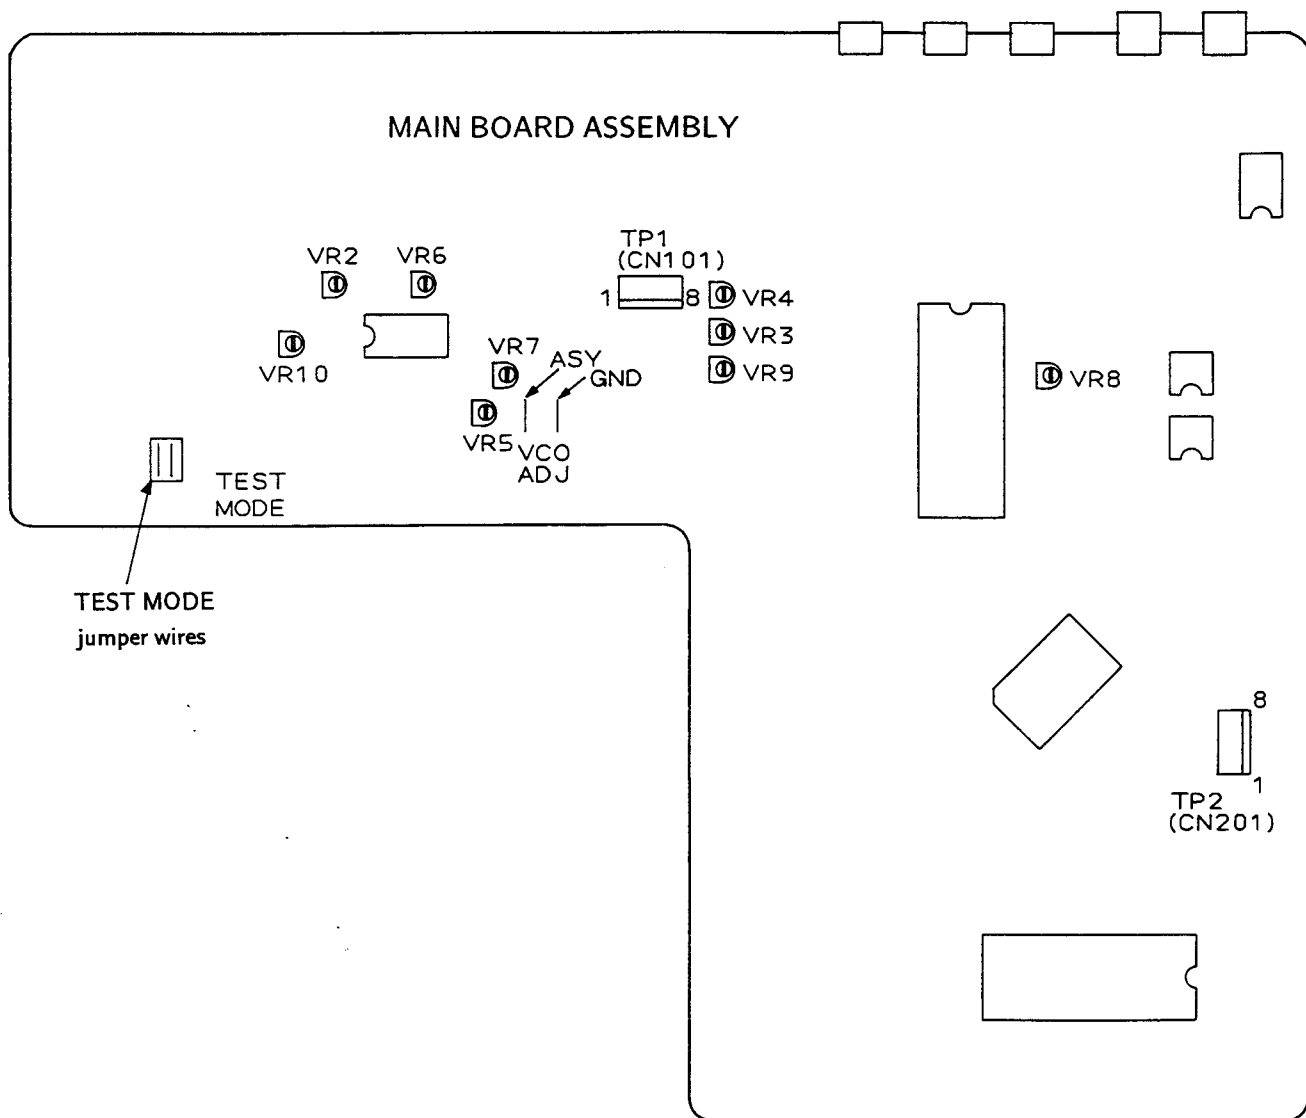 MAIN BOARD ASSEMBLY
TP1
(CN101)
1
8
VR2
VR6
VR4
VR3
VR9
VR10
VR7
ASY
GND
VR8
VR5
VCO
ADJ
TEST
MODE
TEST MODE
jumper wires
8
1
TP2
(CN201)